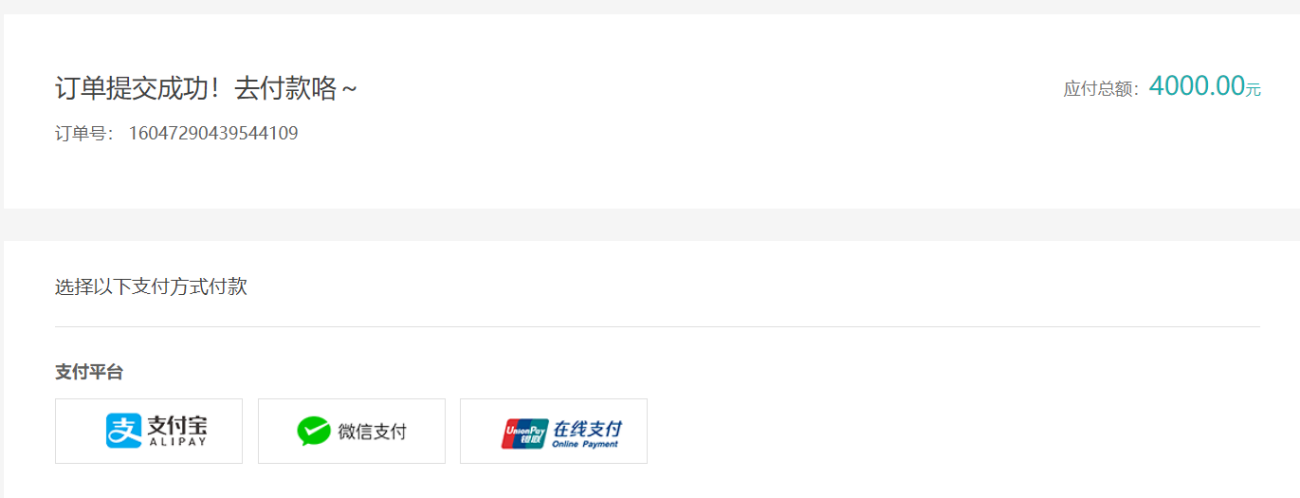 订单提交成功！去付款咯～
应付总额：4000.00元
订单号： 16047290439544109
选择以下支付方式付款
支付平台
支付宝
ALIPAY
微信支付
UnionPay
银联
在线支付
Online Payment